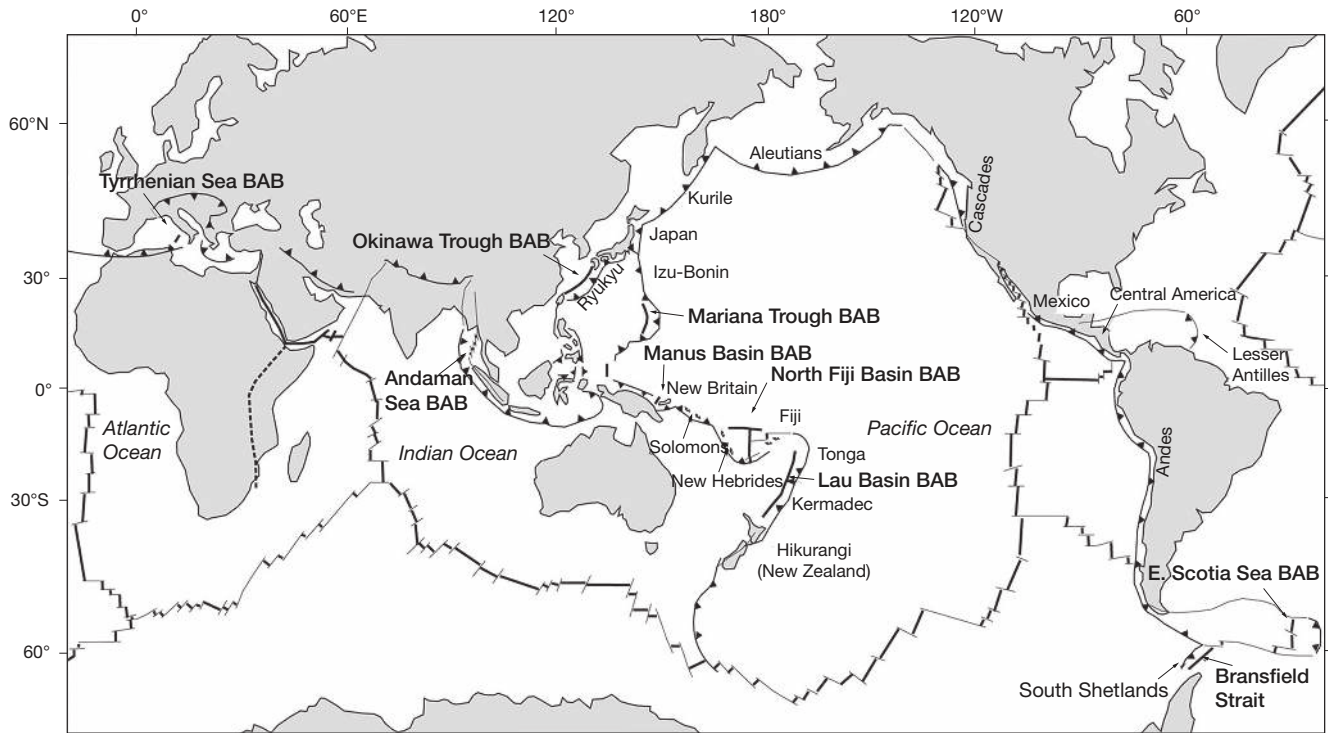 0° 60°E 120° 180° 120°W 60°
60°N
Aleutians
Cascades
Tyrrhenian Sea BAB
Kurile
Okinawa Trough BAB
Japan
30°
Izu-Bonin
Ryukyu
Mexico
Central America
Mariana Trough BAB
Manus Basin BAB
Lesser
Antilles
North Fiji Basin BAB
Andaman
Sea BAB
New Britain
0°
Fiji
Atlantic
Ocean
Pacific Ocean
Indian Ocean
Solomons
Tonga
Andes
New Hebrides
Lau Basin BAB
30°S
Kermadec
Hikurangi
(New Zealand)
E. Scotia Sea BAB
60°
South Shetlands
Bransfield
Strait